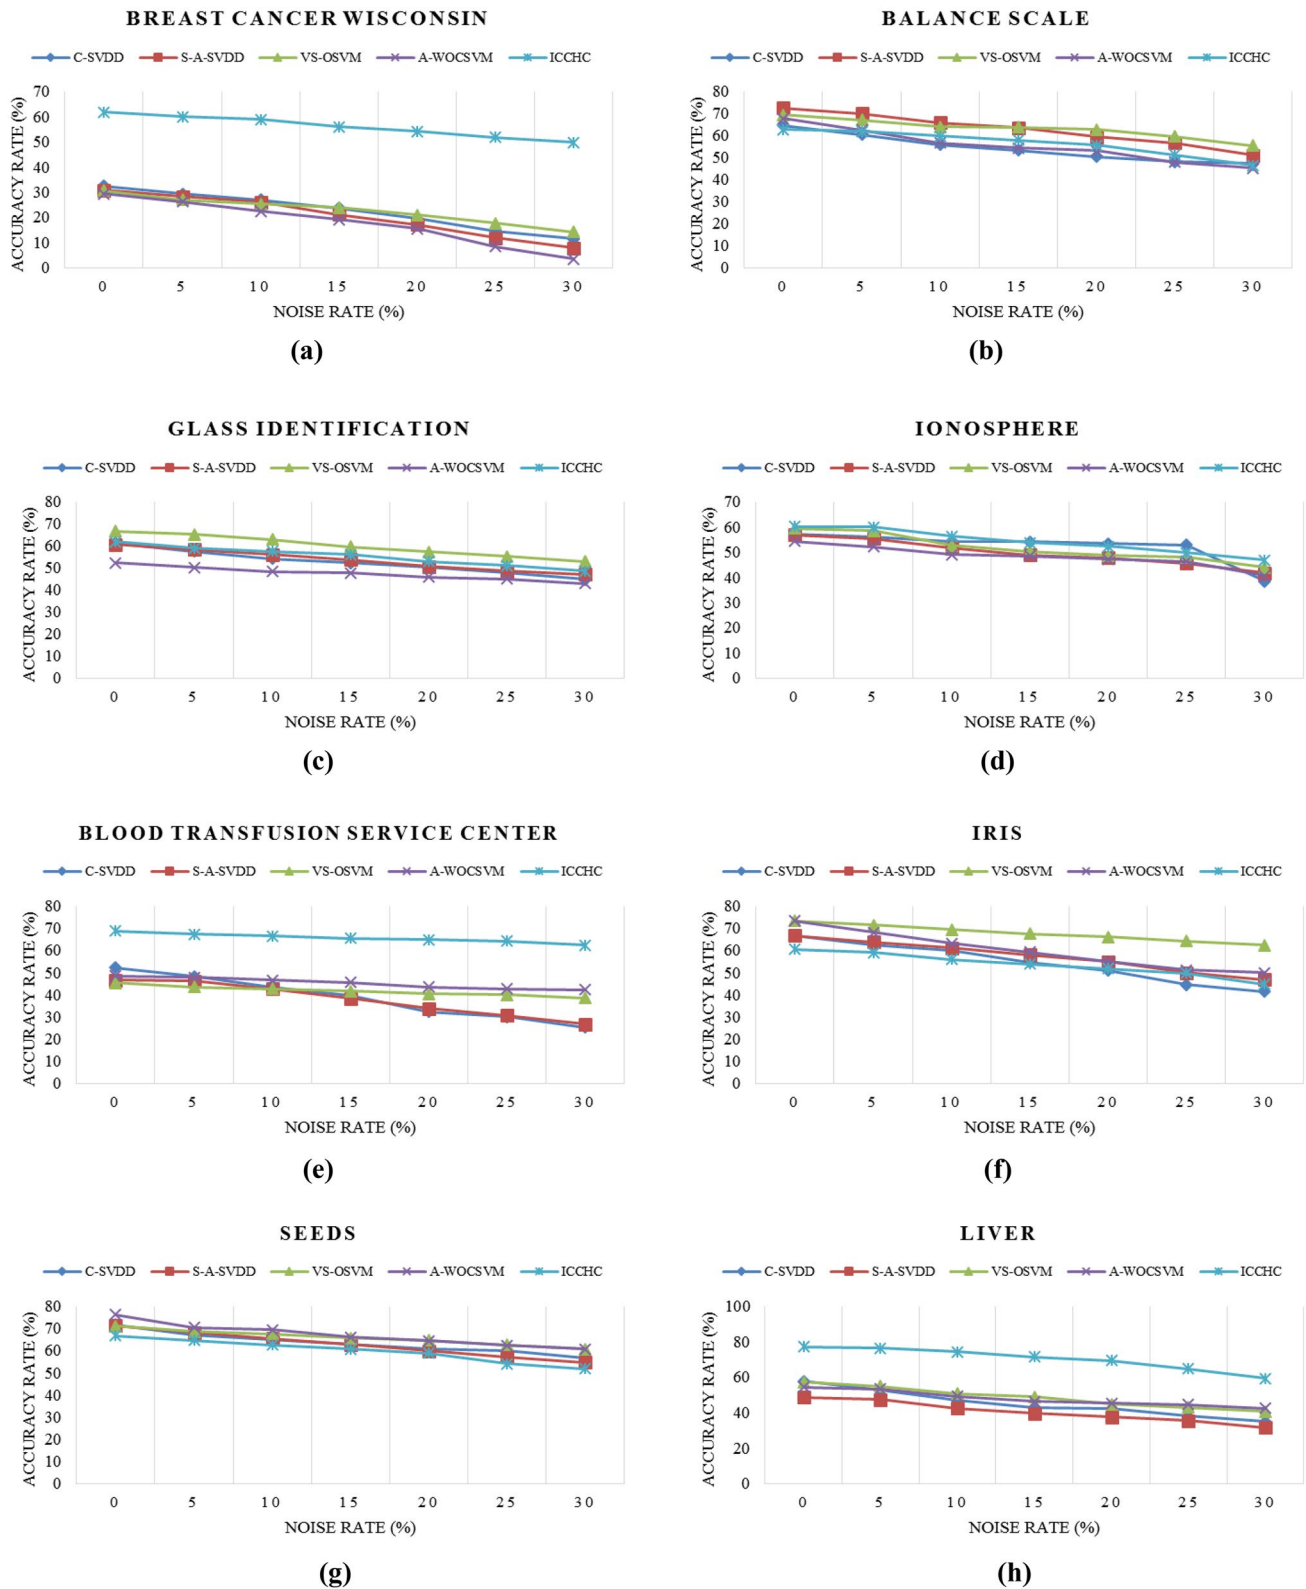 BREAST CANCER WISCONSIN
C-SVDD S-A-SVDD VS-OSVM A-WOCSVM ICCHC
ACCURACY RATE (%)
70
60
50
40
30
20
10
0
0 5 10 15 20 25 30
NOISE RATE (%)
(a)
BALANCE SCALE
C-SVDD S-A-SVDD VS-OSVM A-WOCSVM ICCHC
ACCURACY RATE (%)
80
70
60
50
40
30
20
10
0
0 5 10 15 20 25 30
NOISE RATE (%)
(b)
GLASS IDENTIFICATION
C-SVDD S-A-SVDD VS-OSVM A-WOCSVM ICCHC
ACCURACY RATE (%)
80
70
60
50
40
30
20
10
0
0 5 10 15 20 25 30
NOISE RATE (%)
(c)
IONOSPHERE
C-SVDD S-A-SVDD VS-OSVM A-WOCSVM ICCHC
ACCURACY RATE (%)
70
60
50
40
30
20
10
0
0 5 10 15 20 25 30
NOISE RATE (%)
(d)
BLOOD TRANSFUSION SERVICE CENTER
C-SVDD S-A-SVDD VS-OSVM A-WOCSVM ICCHC
ACCURACY RATE (%)
80
70
60
50
40
30
20
10
0
0 5 10 15 20 25 30
NOISE RATE (%)
(e)
IRIS
C-SVDD S-A-SVDD VS-OSVM A-WOCSVM ICCHC
ACCURACY RATE (%)
80
70
60
50
40
30
20
10
0
0 5 10 15 20 25 30
NOISE RATE (%)
(f)
SEEDS
C-SVDD S-A-SVDD VS-OSVM A-WOCSVM ICCHC
ACCURACY RATE (%)
80
70
60
50
40
30
20
10
0
0 5 10 15 20 25 30
NOISE RATE (%)
(g)
LIVER
C-SVDD S-A-SVDD VS-OSVM A-WOCSVM ICCHC
ACCURACY RATE (%)
100
80
60
40
20
0
0 5 10 15 20 25 30
NOISE RATE (%)
(h)